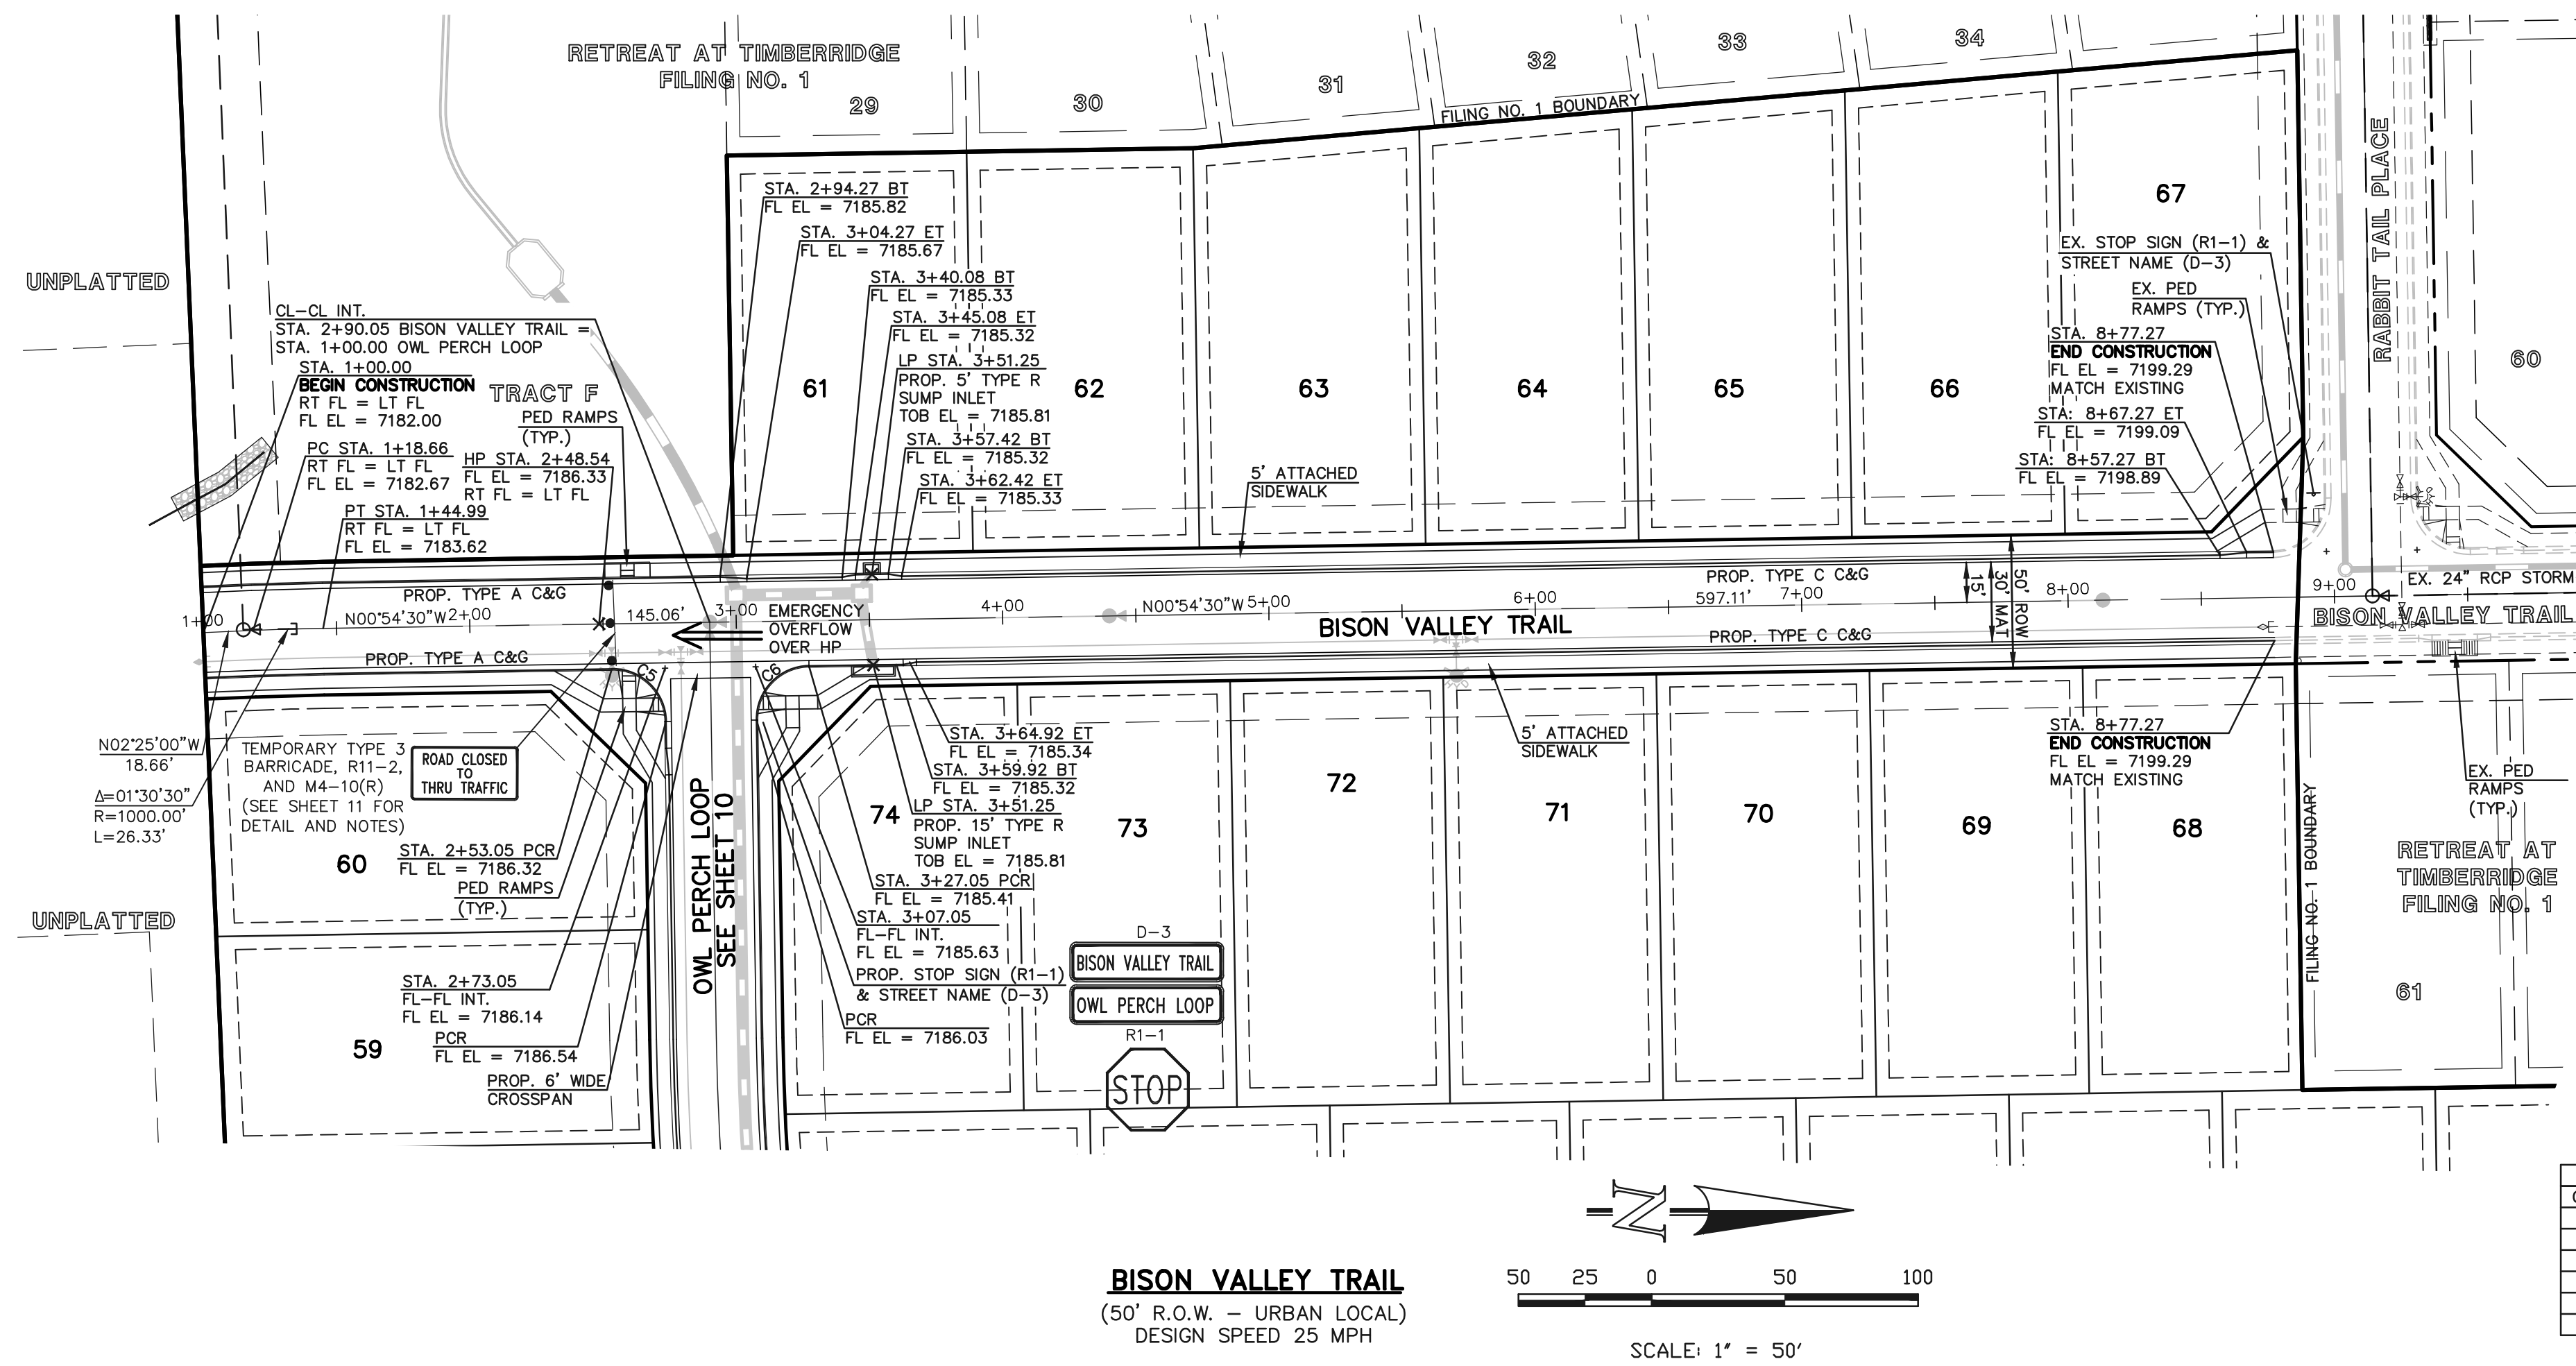 RETREAT AT TIMBERRIDGE
FILING NO. 1
29
30
31
32
33
34
FILING NO. 1 BOUNDARY
UNPLATTED
TRACT F
CL-CL INT.
STA. 2+90.05 BISON VALLEY TRAIL =
STA. 1+00.00 OWL PERCH LOOP
STA. 1+00.00
BEGIN CONSTRUCTION
RT FL = LT FL
FL EL = 7182.00
PC STA. 1+18.66
RT FL = LT FL
FL EL = 7182.67
PT STA. 1+44.99
RT FL = LT FL
FL EL = 7183.62
PED RAMPS
(TYP.)
HP STA. 2+48.54
FL EL = 7186.33
RT FL = LT FL
STA. 2+94.27 BT
FL EL = 7185.82
STA. 3+04.27 ET
FL EL = 7185.67
STA. 3+40.08 BT
FL EL = 7185.33
STA. 3+45.08 ET
FL EL = 7185.32
LP STA. 3+51.25
PROP. 5' TYPE R
SUMP INLET
TOB EL = 7185.81
STA. 3+57.42 BT
FL EL = 7185.32
STA. 3+62.42 ET
FL EL = 7185.33
61
62
63
64
65
66
67
5' ATTACHED
SIDEWALK
EX. STOP SIGN (R1-1) &
STREET NAME (D-3)
EX. PED
RAMPS (TYP.)
STA. 8+77.27
END CONSTRUCTION
FL EL = 7199.29
MATCH EXISTING
STA: 8+67.27 ET
FL EL = 7199.09
STA: 8+57.27 BT
FL EL = 7198.89
RABBIT TAIL PLACE
60
PROP. TYPE A C&G
PROP. TYPE C C&G
1+00
N00°54'30"W
2+00
145.06'
3+00
4+00
N00°54'30"W
5+00
6+00
597.11'
7+00
8+00
9+00
15'
30' MAT
50' ROW
EX. 24" RCP STORM
EMERGENCY
OVERFLOW
OVER HP
BISON VALLEY TRAIL
BISON VALLEY TRAIL
PROP. TYPE A C&G
PROP. TYPE C C&G
C5
C6
N02°25'00"W
18.66'
Δ=01°30'30"
R=1000.00'
L=26.33'
TEMPORARY TYPE 3
BARRICADE, R11-2,
AND M4-10(R)
(SEE SHEET 11 FOR
DETAIL AND NOTES)
ROAD CLOSED
TO
THRU TRAFFIC
60
STA. 2+53.05 PCR
FL EL = 7186.32
PED RAMPS
(TYP.)
UNPLATTED
STA. 2+73.05
FL-FL INT.
FL EL = 7186.14
PCR
FL EL = 7186.54
59
PROP. 6' WIDE
CROSSPAN
OWL PERCH LOOP
SEE SHEET 10
STA. 3+64.92 ET
FL EL = 7185.34
STA. 3+59.92 BT
FL EL = 7185.32
LP STA. 3+51.25
PROP. 15' TYPE R
SUMP INLET
TOB EL = 7185.81
STA. 3+27.05 PCR
FL EL = 7185.41
STA. 3+07.05
FL-FL INT.
FL EL = 7185.63
PROP. STOP SIGN (R1-1)
& STREET NAME (D-3)
PCR
FL EL = 7186.03
74
73
72
71
70
69
68
D-3
BISON VALLEY TRAIL
OWL PERCH LOOP
R1-1
STOP
5' ATTACHED
SIDEWALK
STA. 8+77.27
END CONSTRUCTION
FL EL = 7199.29
MATCH EXISTING
FILING NO. 1 BOUNDARY
EX. PED
RAMPS
(TYP.)
RETREAT AT
TIMBERRIDGE
FILING NO. 1
61
N
BISON VALLEY TRAIL
(50' R.O.W. - URBAN LOCAL)
DESIGN SPEED 25 MPH
50 25 0 50 100
SCALE: 1" = 50'